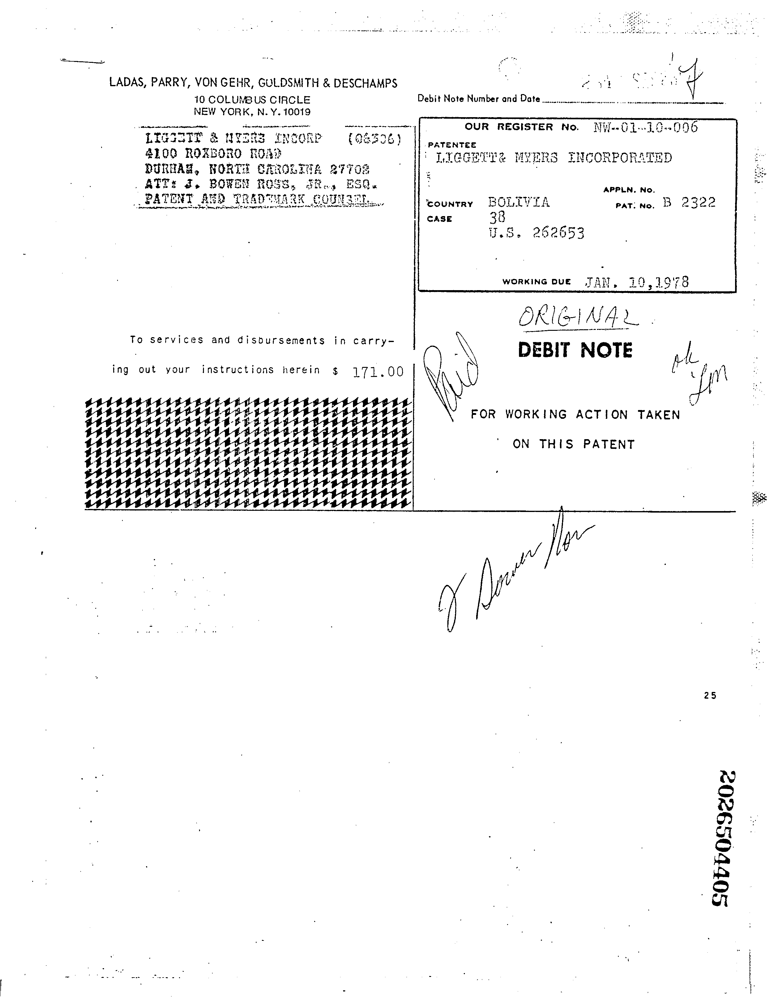 LADAS, PARRY, VON GEHR, GOLDSMITH & DESCHAMPS
10 COLUMBUS CIRCLE
NEW YORK, N. Y. 10019
Debit Note Number and Date
LIGGETT & MYERS INCORP (06306)
4100 ROXBORO ROAD
DURHAM, NORTH CAROLINA 27702
ATT: J. BOWEN ROSS, JR., ESQ.
PATENT AND TRADEMARK COUNSEL
OUR REGISTER No. NW--01--10--006
PATENTEE
LIGGETT& MYERS INCORPORATED
APPLN. No.
COUNTRY BOLIVIA PAT. No. B 2322
CASE 38
U.S. 262653
WORKING DUE JAN. 10,1978
ORIGINAL
To services and disbursements in carry-
ing out your instructions herein $ 171.00
DEBIT NOTE
Paid
ok
FOR WORKING ACTION TAKEN
ON THIS PATENT
25
2026504405